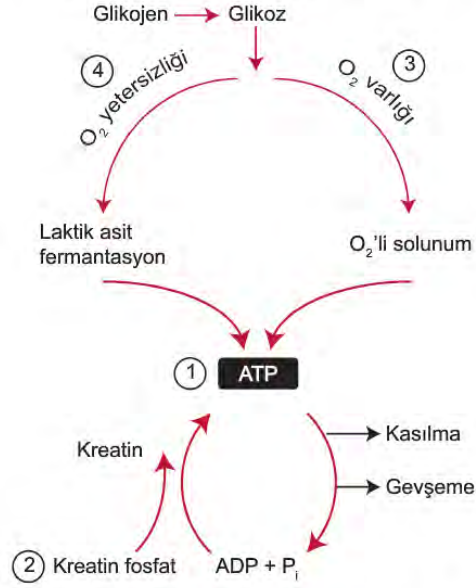 Glikojen Glikoz
4 O₂ yetersizliği
3 O₂ varlığı
Laktik asit
fermantasyon
O₂'li solunum
1 ATP
Kreatin
Kasılma
Gevşeme
2 Kreatin fosfat
ADP + Pᵢ